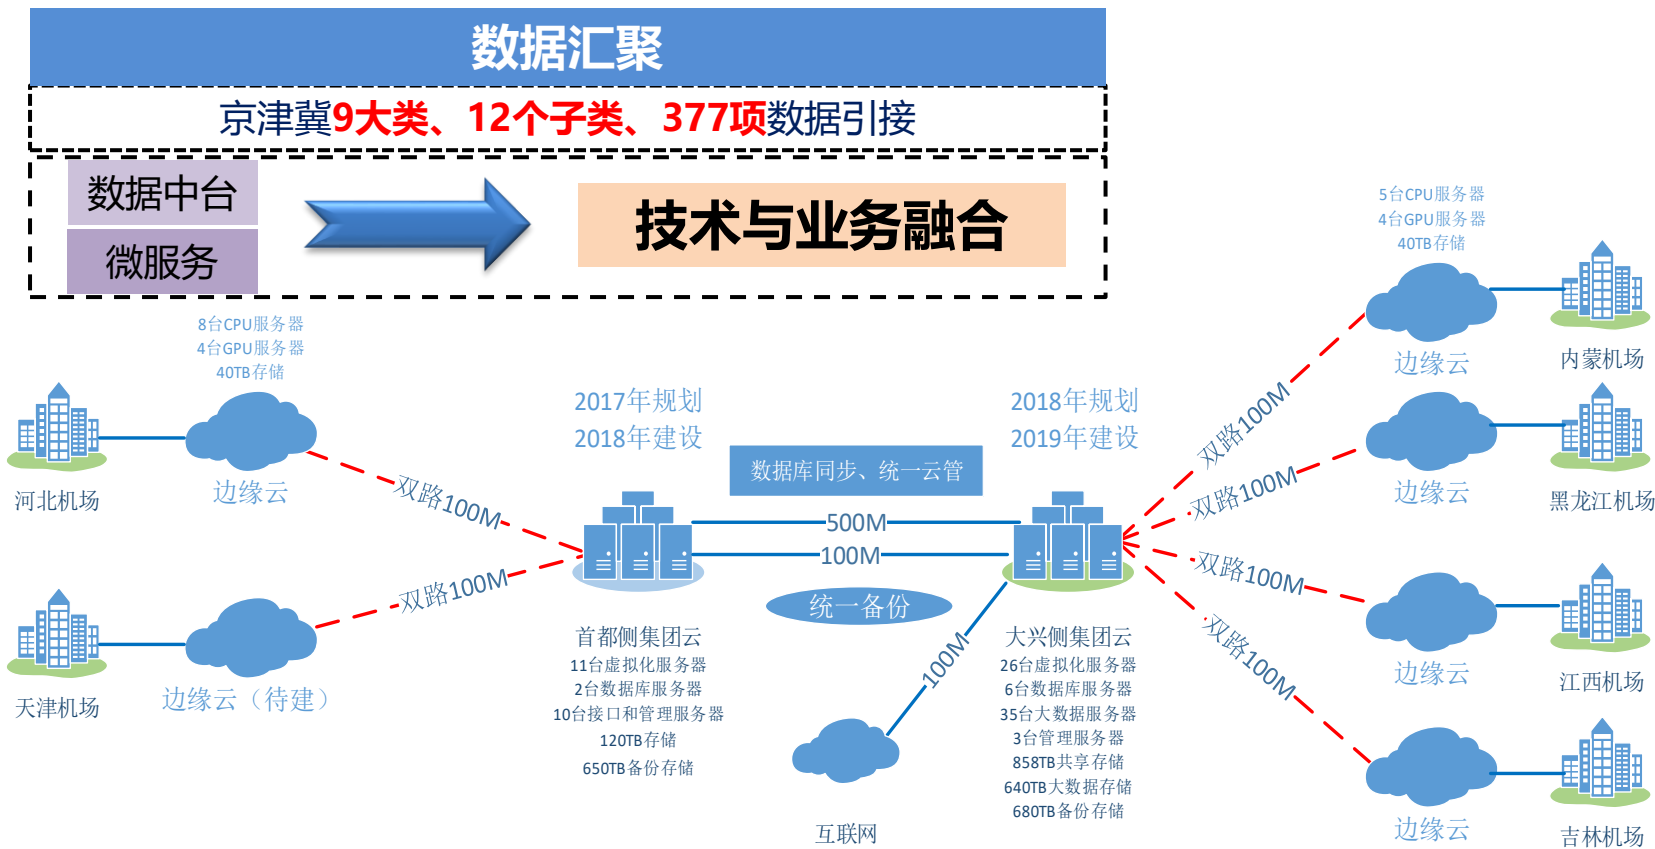 数据汇聚
京津冀9大类、12个子类、377项数据引接
数据中台
微服务
技术与业务融合
8台CPU服务器
4台GPU服务器
40TB存储
河北机场
边缘云
双路100M
天津机场
边缘云（待建）
双路100M
2017年规划
2018年建设
首都侧集团云
11台虚拟化服务器
2台数据库服务器
10台接口和管理服务器
120TB存储
650TB备份存储
数据库同步、统一云管
500M
100M
统一备份
100M
互联网
2018年规划
2019年建设
大兴侧集团云
26台虚拟化服务器
6台数据库服务器
35台大数据服务器
3台管理服务器
858TB共享存储
640TB大数据存储
680TB备份存储
5台CPU服务器
4台GPU服务器
40TB存储
双路100M
边缘云
内蒙机场
双路100M
边缘云
黑龙江机场
双路100M
边缘云
江西机场
双路100M
边缘云
吉林机场